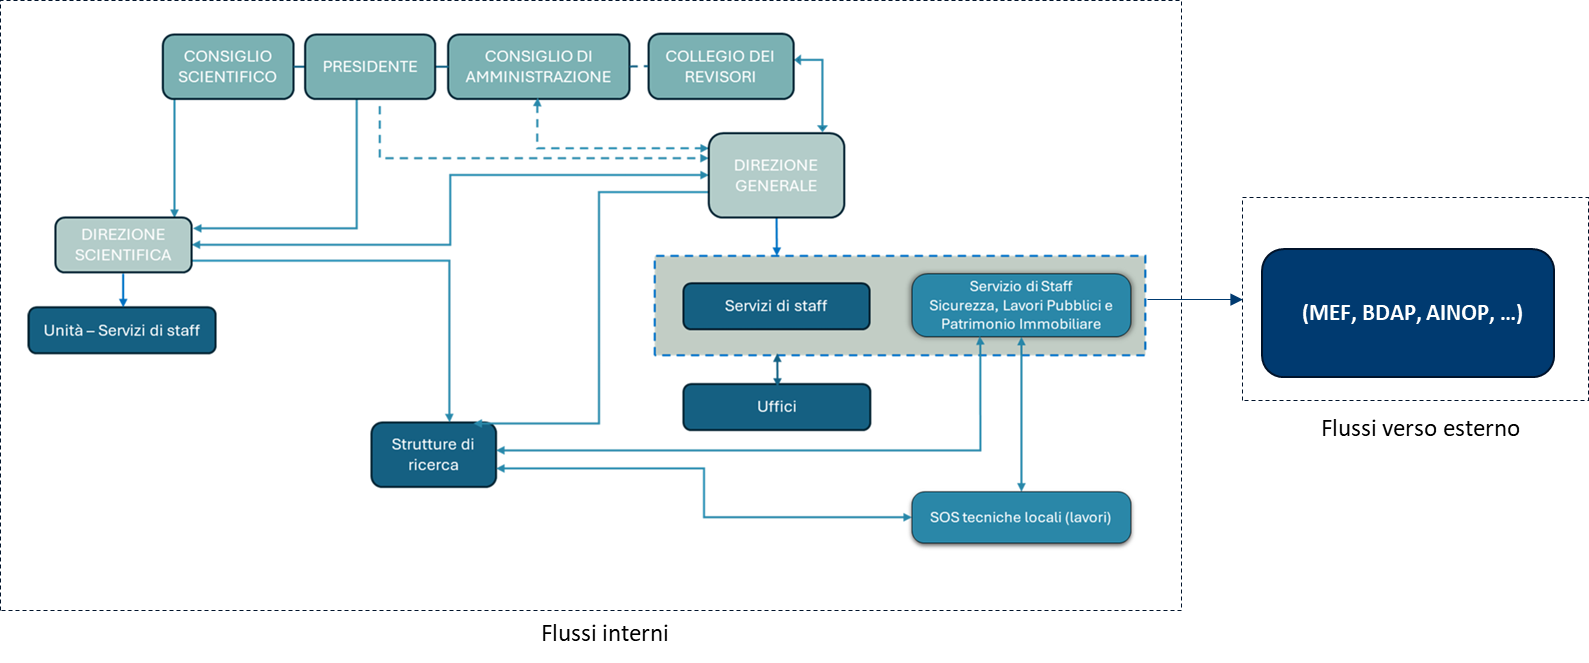 CONSIGLIO
SCIENTIFICO
PRESIDENTE
CONSIGLIO DI
AMMINISTRAZIONE
COLLEGIO DEI
REVISORI
DIREZIONE
GENERALE
DIREZIONE
SCIENTIFICA
Unità – Servizi di staff
Servizi di staff
Servizio di Staff
Sicurezza, Lavori Pubblici e
Patrimonio Immobiliare
(MEF, BDAP, AINOP, …)
Uffici
Flussi verso esterno
Strutture di
ricerca
SOS tecniche locali (lavori)
Flussi interni